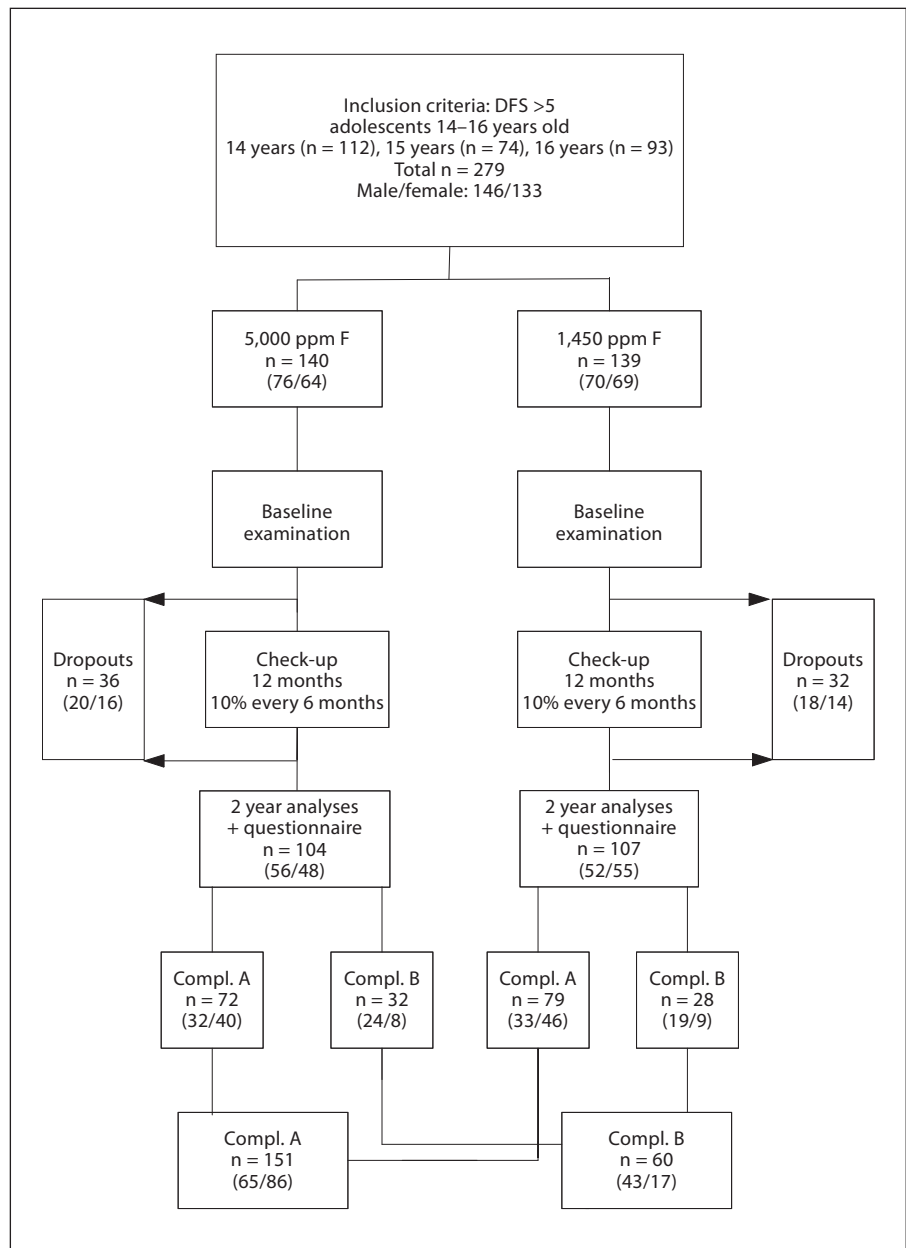 Inclusion criteria: DFS >5
adolescents 14–16 years old
14 years (n = 112), 15 years (n = 74), 16 years (n = 93)
Total n = 279
Male/female: 146/133
5,000 ppm F
n = 140
(76/64)
1,450 ppm F
n = 139
(70/69)
Baseline
examination
Baseline
examination
Dropouts
n = 36
(20/16)
Check-up
12 months
10% every 6 months
Check-up
12 months
10% every 6 months
Dropouts
n = 32
(18/14)
2 year analyses
+ questionnaire
n = 104
(56/48)
2 year analyses
+ questionnaire
n = 107
(52/55)
Compl. A
n = 72
(32/40)
Compl. B
n = 32
(24/8)
Compl. A
n = 79
(33/46)
Compl. B
n = 28
(19/9)
Compl. A
n = 151
(65/86)
Compl. B
n = 60
(43/17)